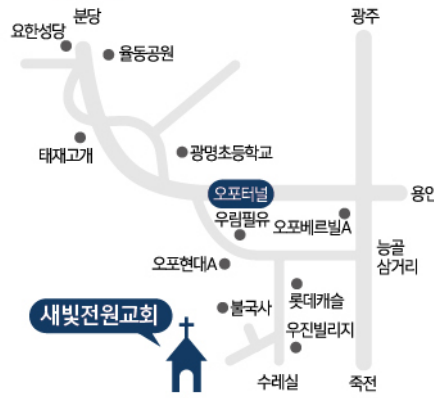 분당
광주
요한성당
율동공원
태재고개
광명초등학교
오포터널
용인
우림필유
오포베르빌A
능골
삼거리
오포현대A
롯데캐슬
불국사
새빛전원교회
우진빌리지
수레실
죽전